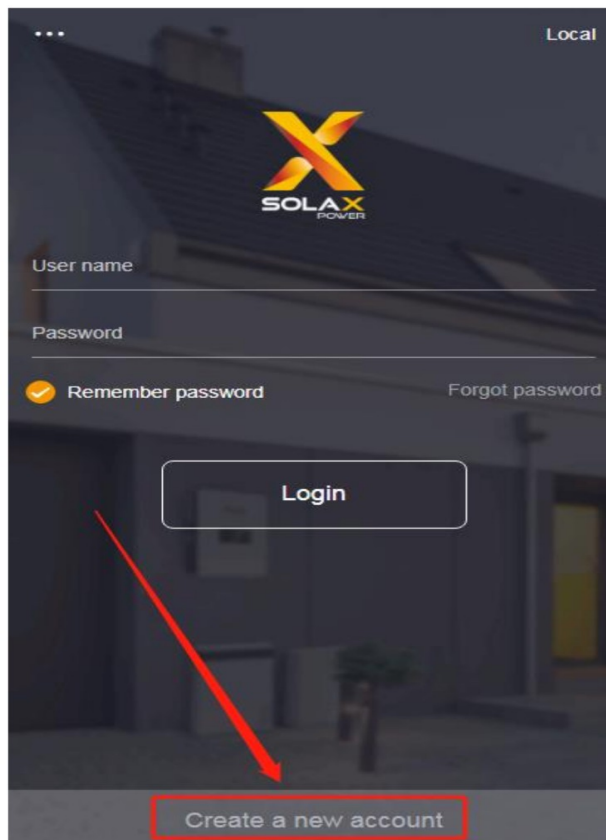 ...
Local
SOLAX
POWER
User name
Password
Remember password
Forgot password
Login
Create a new account